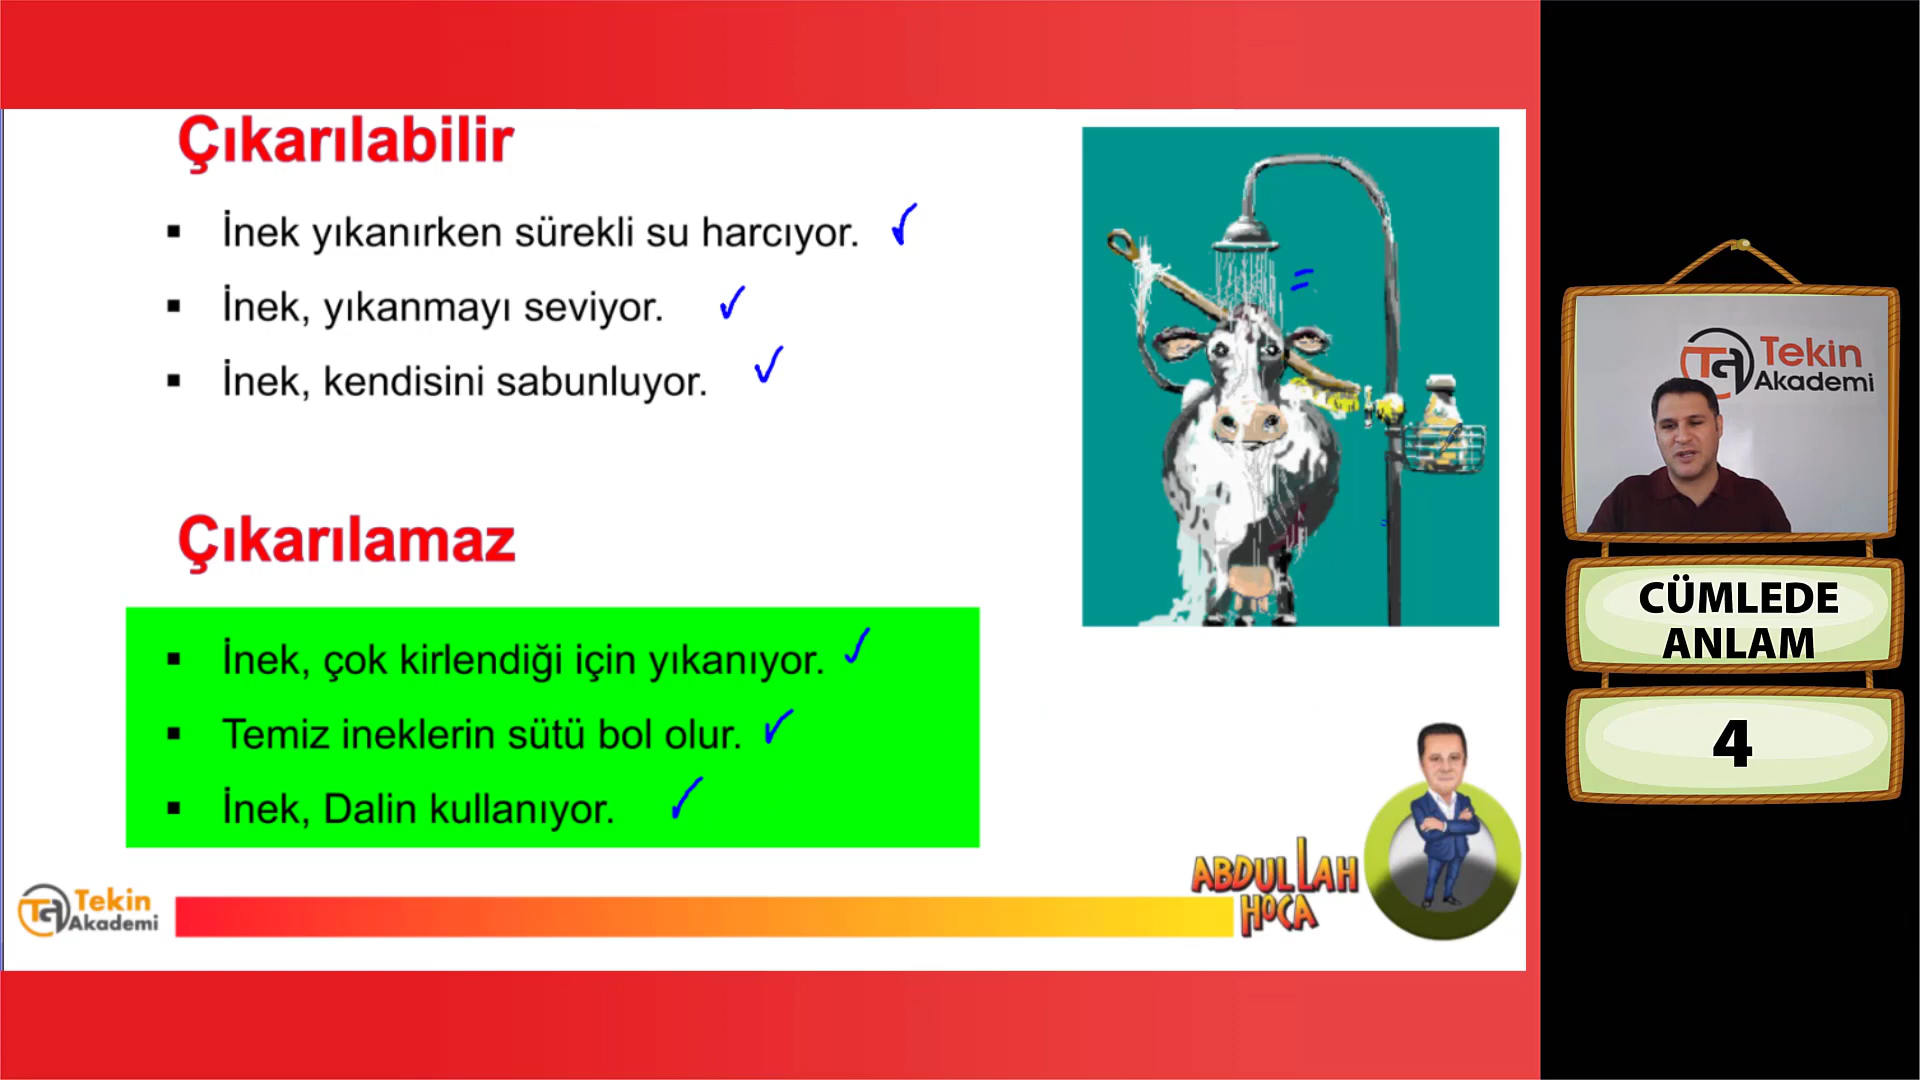 Çıkarılabilir
▪ İnek yıkanırken sürekli su harcıyor.
▪ İnek, yıkanmayı seviyor.
▪ İnek, kendisini sabunluyor.
Çıkarılamaz
▪ İnek, çok kirlendiği için yıkanıyor.
▪ Temiz ineklerin sütü bol olur.
▪ İnek, Dalin kullanıyor.
Tekin
Akademi
ABDULLAH
HOCA
Tekin
Akademi
CÜMLEDE
ANLAM
4